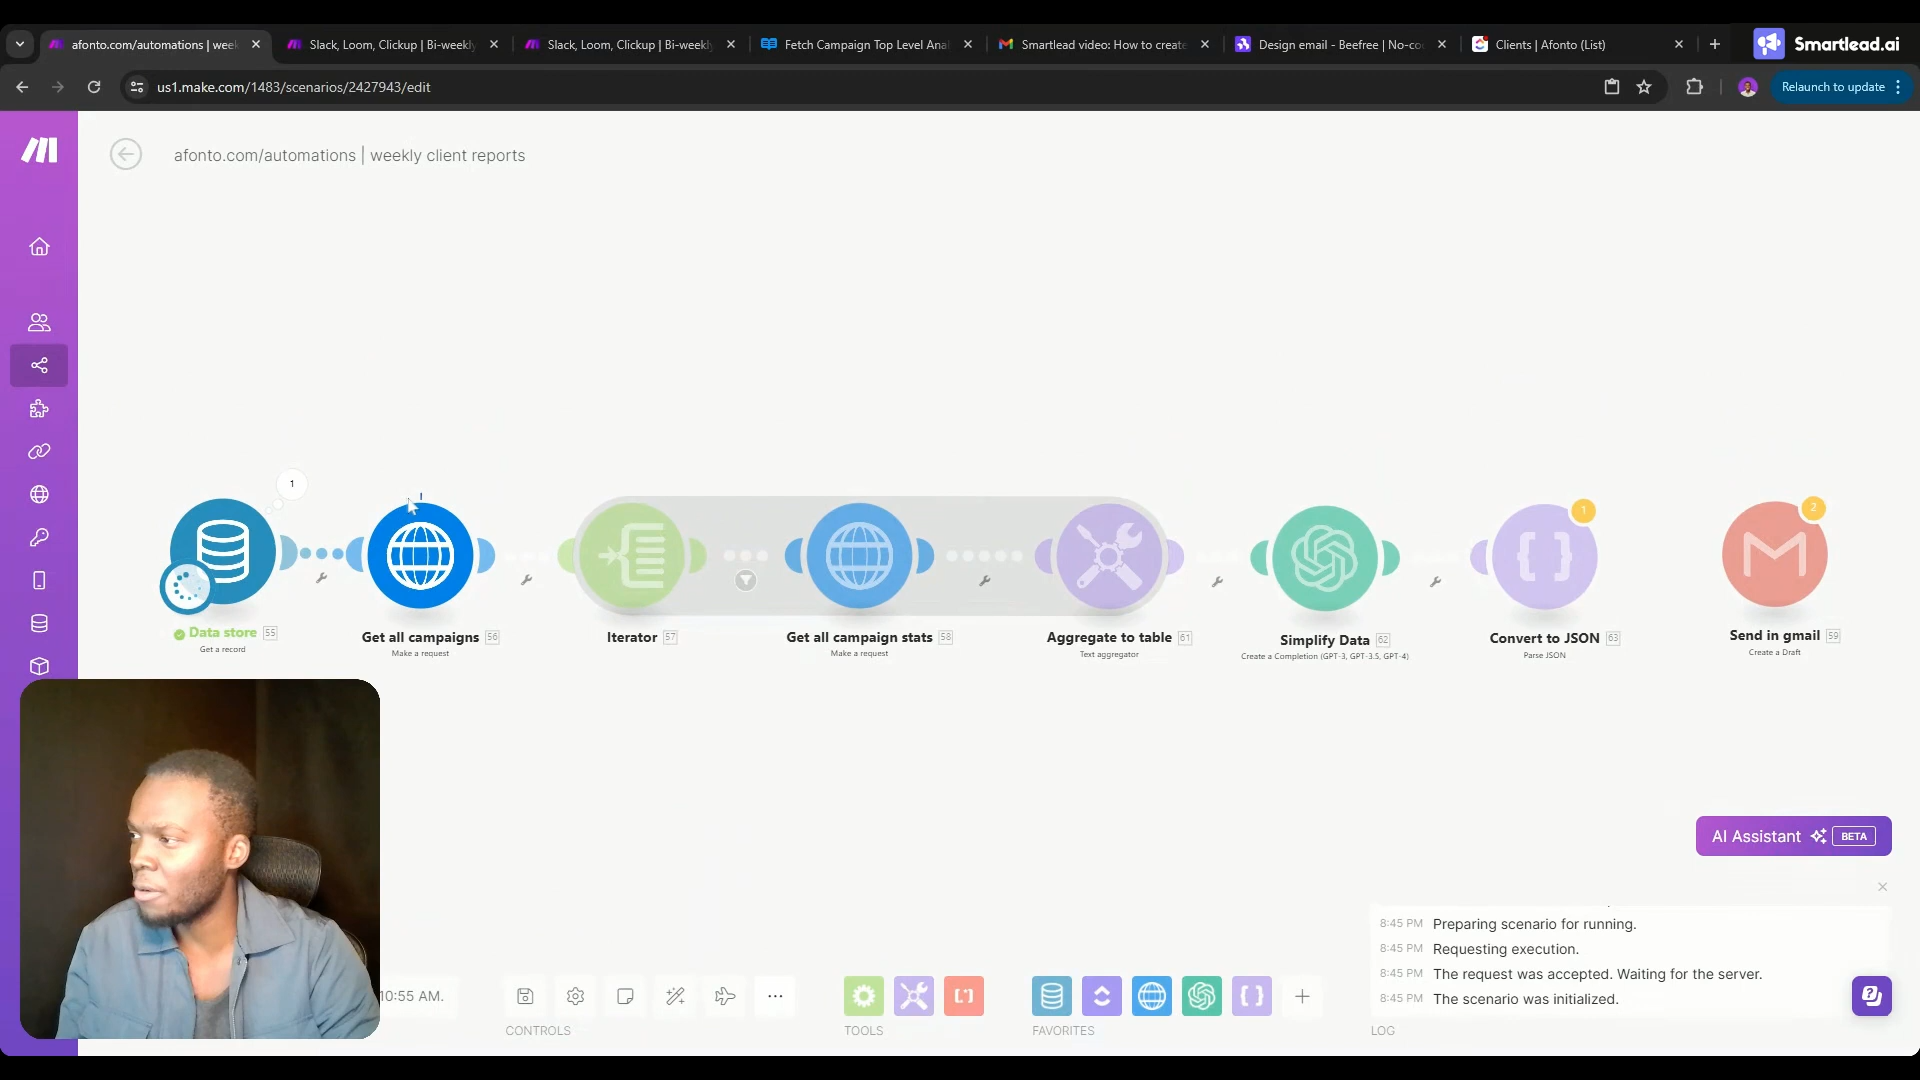 afonto.com/automations | week
Slack, Loom, Clickup | Bi-weekly
Slack, Loom, Clickup | Bi-weekly
Fetch Campaign Top Level Anal
Smartlead video: How to create
Design email - Beefree | No-co
Clients | Afonto (List)
Smartlead.ai
us1.make.com/1483/scenarios/2427943/edit
Relaunch to update
afonto.com/automations | weekly client reports
1
1
2
Data store 55
Get a record
Get all campaigns 56
Make a request
Iterator 57
Get all campaign stats 58
Make a request
Aggregate to table 61
Text aggregator
Simplify Data 62
Create a Completion (GPT-3, GPT-3.5, GPT-4)
Convert to JSON 63
Parse JSON
Send in gmail 59
Create a Draft
AI Assistant BETA
8:45 PM Preparing scenario for running.
8:45 PM Requesting execution.
8:45 PM The request was accepted. Waiting for the server.
8:45 PM The scenario was initialized.
10:55 AM.
CONTROLS
TOOLS
FAVORITES
LOG